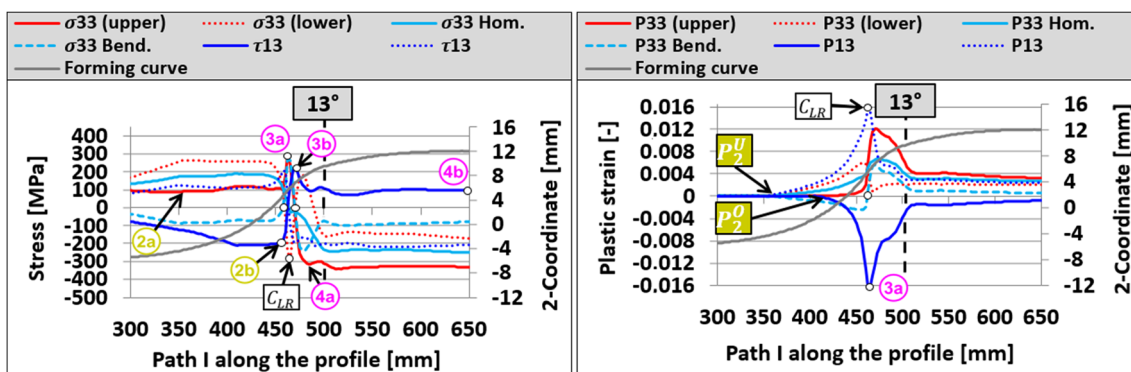 σ33 (upper) σ33 (lower) σ33 Hom.
σ33 Bend. τ13 τ13
Forming curve
13°
3a
3b
4b
2a
2b
C_LR
4a
400
300
200
100
0
-100
-200
-300
-400
-500
Stress [MPa]
16
12
8
4
0
-4
-8
-12
2-Coordinate [mm]
300 350 400 450 500 550 600 650
Path I along the profile [mm]
P33 (upper) P33 (lower) P33 Hom.
P33 Bend. P13 P13
Forming curve
C_LR
13°
P_2^U
P_2^O
3a
0.016
0.012
0.008
0.004
0
-0.004
-0.008
-0.012
-0.016
Plastic strain [-]
16
12
8
4
0
-4
-8
-12
2-Coordinate [mm]
300 350 400 450 500 550 600 650
Path I along the profile [mm]